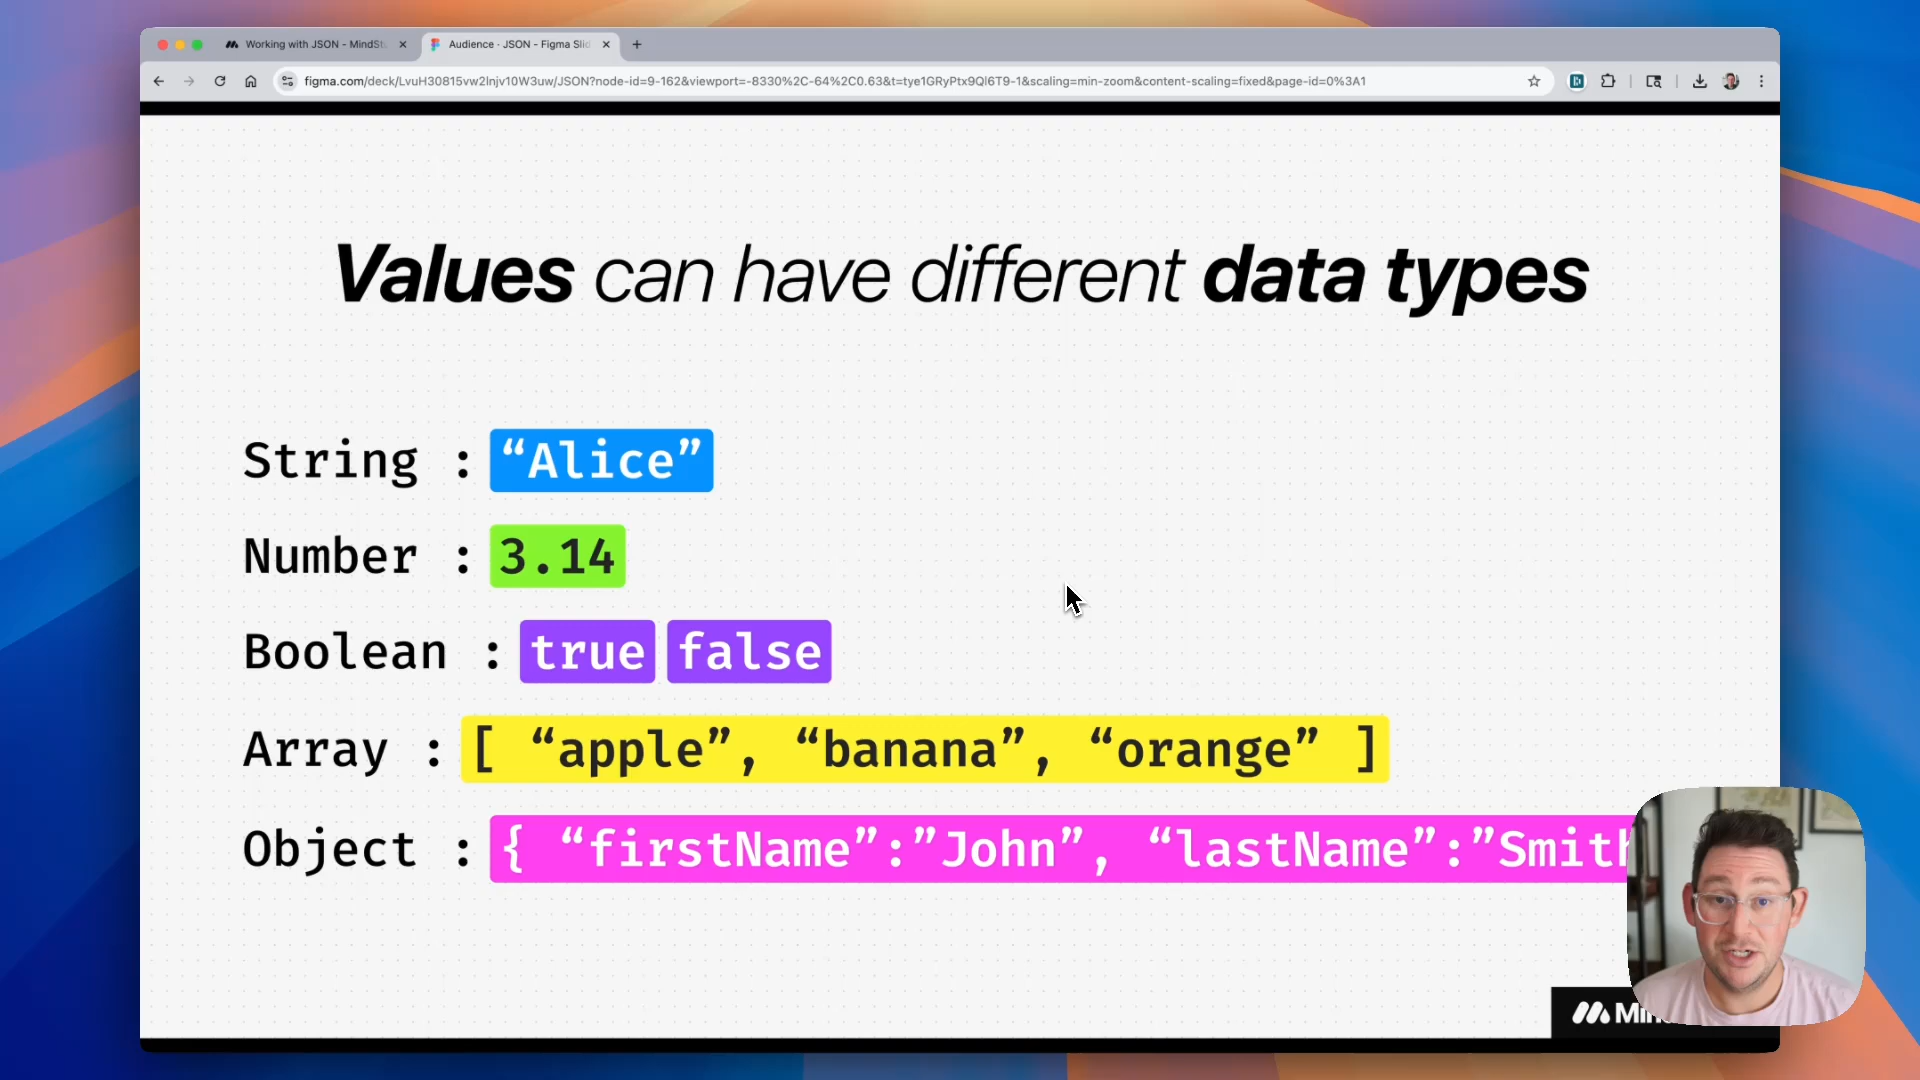 Working with JSON - MindSt
Audience · JSON - Figma Slid
figma.com/deck/LvuH30815vw2lnjv10W3uw/JSON?node-id=9-162&viewport=-8330%2C-64%2C0.63&t=tye1GRyPtx9Ql6T9-1&scaling=min-zoom&content-scaling=fixed&page-id=0%3A1
Values can have different data types
String : “Alice”
Number : 3.14
Boolean : true false
Array : [ “apple”, “banana”, “orange” ]
Object : { “firstName”:”John”, “lastName”:”Smith